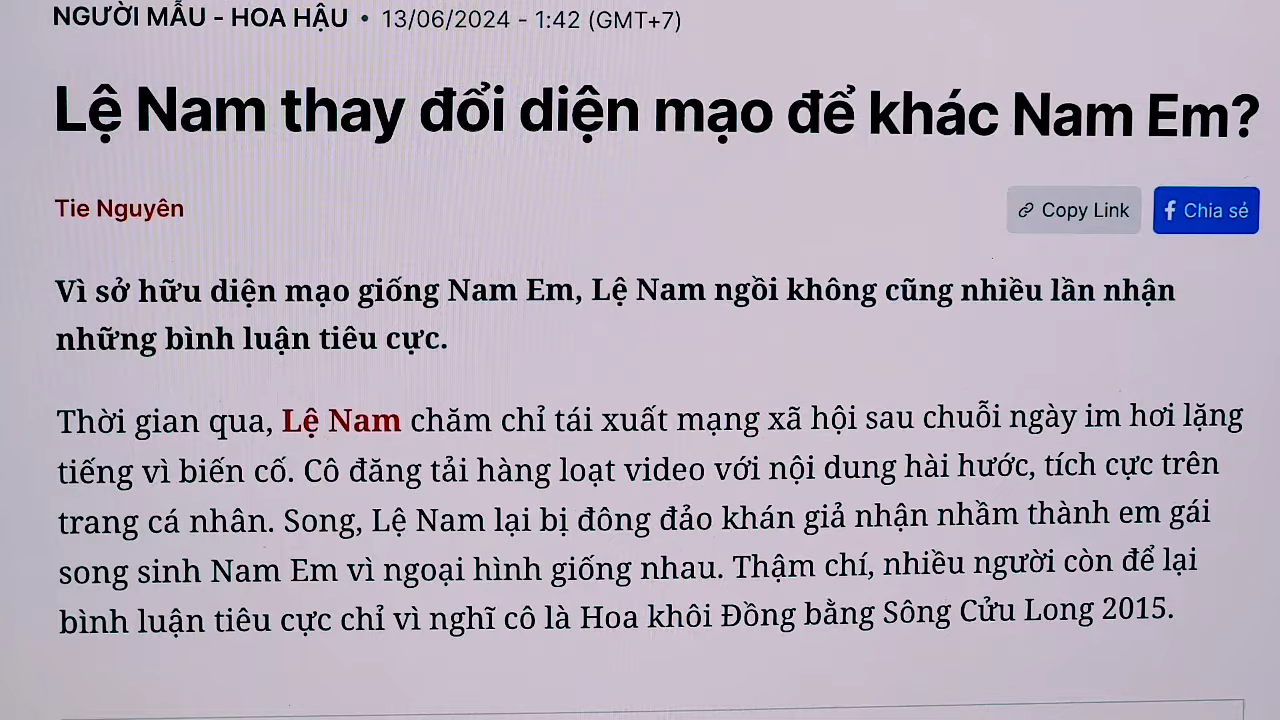 NGƯỜI MẪU - HOA HẬU • 13/06/2024 - 1:42 (GMT+7)
Lệ Nam thay đổi diện mạo để khác Nam Em?
Tie Nguyên
Copy Link
Chia sẻ
Vì sở hữu diện mạo giống Nam Em, Lệ Nam ngồi không cũng nhiều lần nhận
những bình luận tiêu cực.
Thời gian qua, Lệ Nam chăm chỉ tái xuất mạng xã hội sau chuỗi ngày im hơi lặng
tiếng vì biến cố. Cô đăng tải hàng loạt video với nội dung hài hước, tích cực trên
trang cá nhân. Song, Lệ Nam lại bị đông đảo khán giả nhận nhầm thành em gái
song sinh Nam Em vì ngoại hình giống nhau. Thậm chí, nhiều người còn để lại
bình luận tiêu cực chỉ vì nghĩ cô là Hoa khôi Đồng bằng Sông Cửu Long 2015.